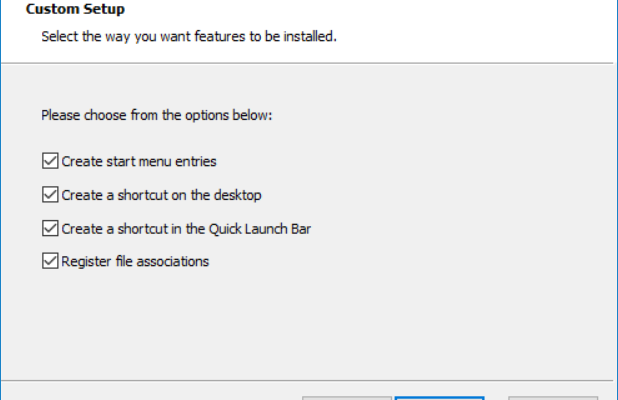 Custom Setup
Select the way you want features to be installed.
Please choose from the options below:
Create start menu entries
Create a shortcut on the desktop
Create a shortcut in the Quick Launch Bar
Register file associations